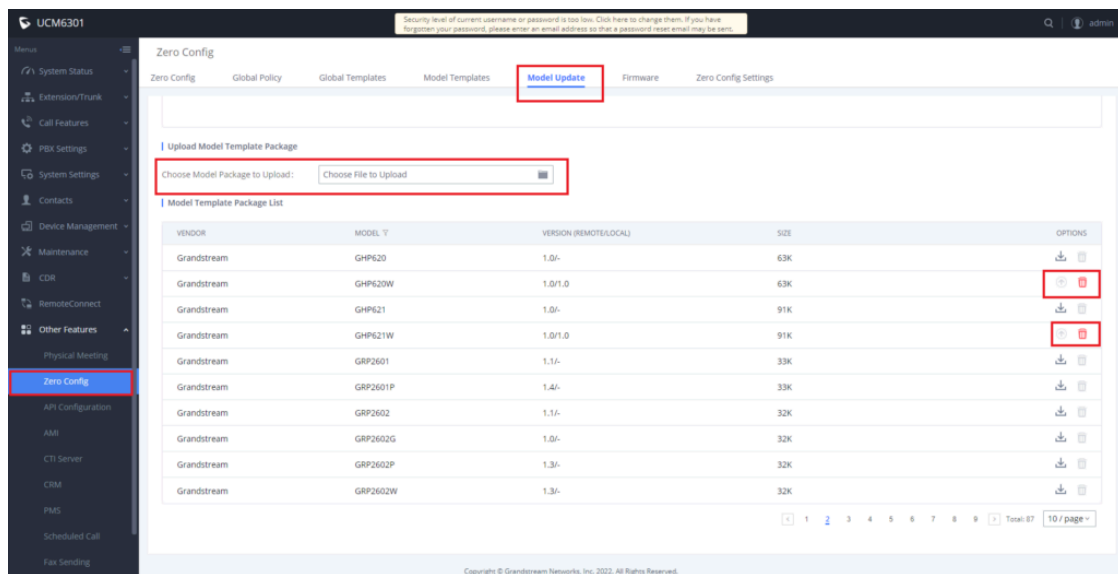 UCM6301
Security level of current username or password is too low. Click here to change them. If you have
forgotten your password, please enter an email address so that a password reset email may be sent.
admin
Menus
System Status
Extension/Trunk
Call Features
PBX Settings
System Settings
Contacts
Device Management
Maintenance
CDR
RemoteConnect
Other Features
Physical Meeting
Zero Config
API Configuration
AMI
CTI Server
CRM
PMS
Scheduled Call
Fax Sending
Zero Config
Zero Config Global Policy Global Templates Model Templates Model Update Firmware Zero Config Settings
Upload Model Template Package
Choose Model Package to Upload: Choose File to Upload
Model Template Package List
VENDOR MODEL VERSION (REMOTE/LOCAL) SIZE OPTIONS
Grandstream GHP620 1.0/- 63K
Grandstream GHP620W 1.0/1.0 63K
Grandstream GHP621 1.0/- 91K
Grandstream GHP621W 1.0/1.0 91K
Grandstream GRP2601 1.1/- 33K
Grandstream GRP2601P 1.4/- 33K
Grandstream GRP2602 1.1/- 32K
Grandstream GRP2602G 1.0/- 32K
Grandstream GRP2602P 1.3/- 32K
Grandstream GRP2602W 1.3/- 32K
< 1 2 3 4 5 6 7 8 9 > Total: 87 10 / page
Copyright © Grandstream Networks, Inc. 2022. All Rights Reserved.